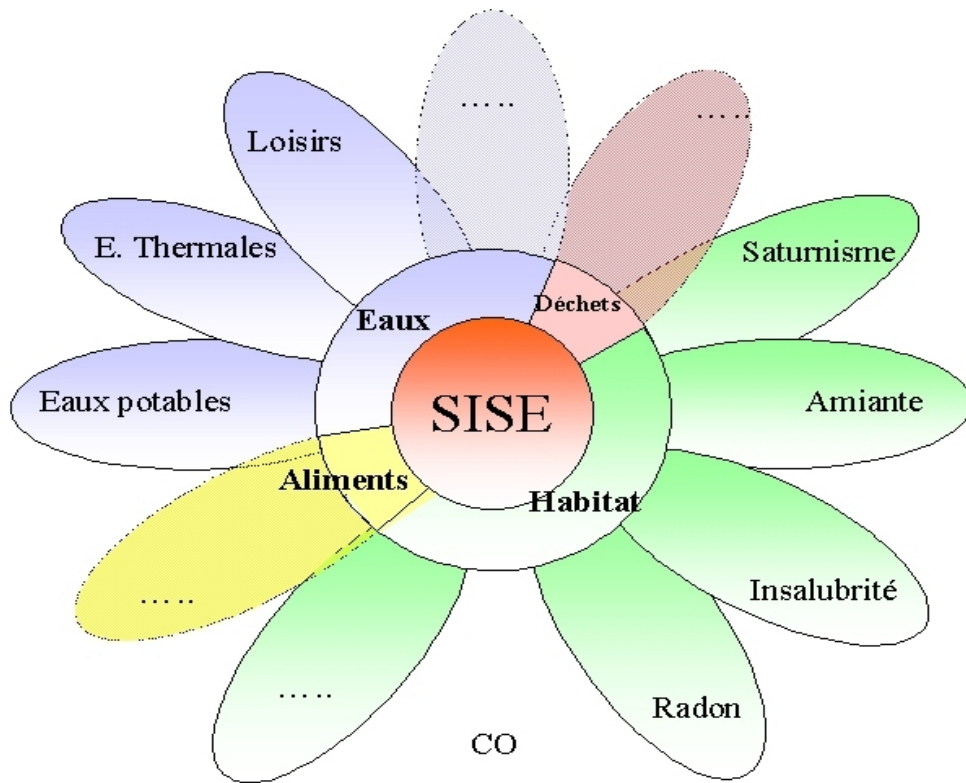 …..
…..
Loisirs
E. Thermales
Saturnisme
Eaux
Déchets
Eaux potables
SISE
Amiante
Aliments
Habitat
…..
Insalubrité
…..
Radon
CO